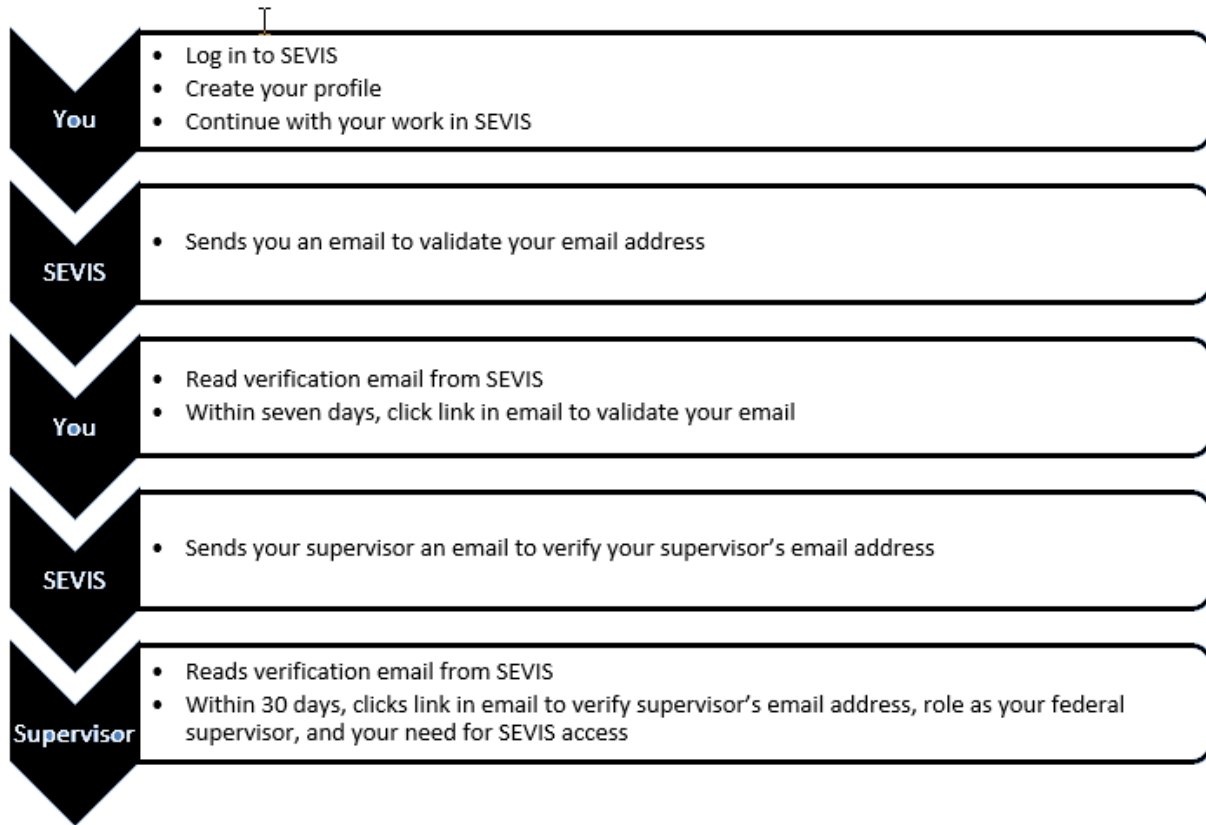 You
• Log in to SEVIS
• Create your profile
• Continue with your work in SEVIS
SEVIS
• Sends you an email to validate your email address
You
• Read verification email from SEVIS
• Within seven days, click link in email to validate your email
SEVIS
• Sends your supervisor an email to verify your supervisor’s email address
Supervisor
• Reads verification email from SEVIS
• Within 30 days, clicks link in email to verify supervisor’s email address, role as your federal
supervisor, and your need for SEVIS access